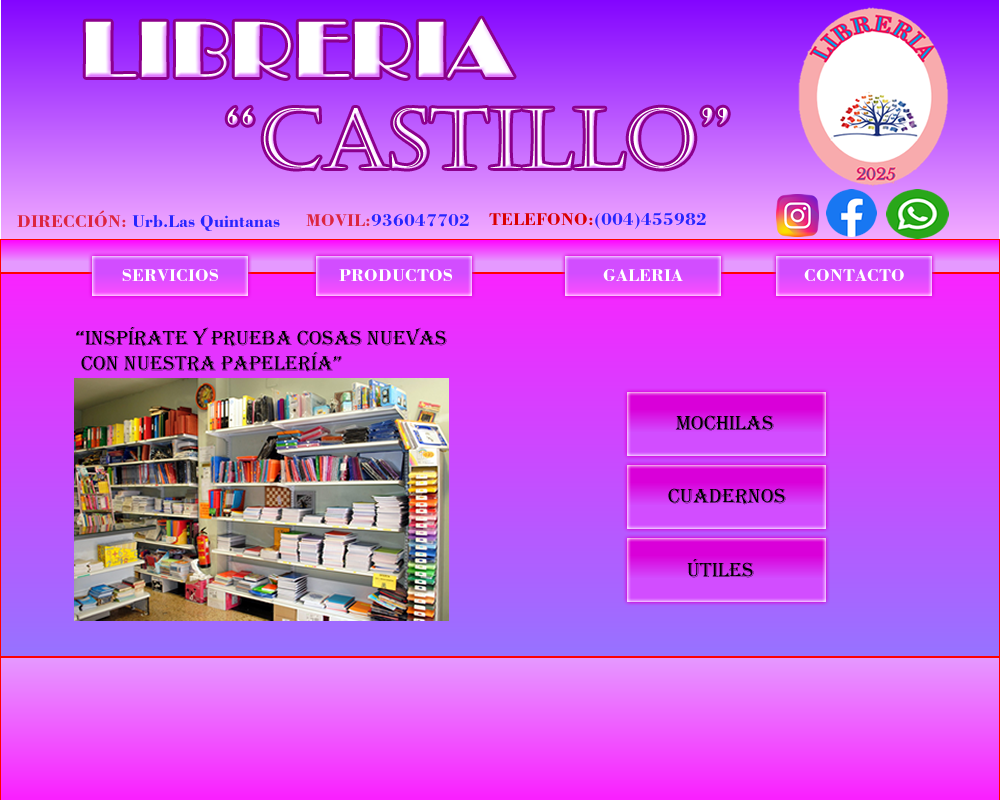 LIBRERIA
“CASTILLO”
LIBRERIA
2025
DIRECCIÓN: Urb.Las Quintanas
MOVIL:936047702
TELEFONO:(004)455982
SERVICIOS
PRODUCTOS
GALERIA
CONTACTO
“INSPÍRATE Y PRUEBA COSAS NUEVAS
CON NUESTRA PAPELERÍA”
MOCHILAS
CUADERNOS
ÚTILES